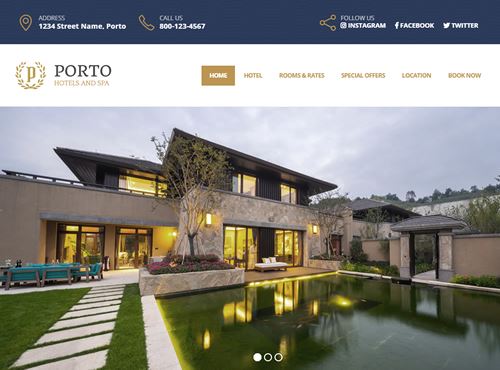 ADDRESS
1234 Street Name, Porto
CALL US
800-123-4567
FOLLOW US
INSTAGRAM FACEBOOK TWITTER
P
PORTO
HOTELS AND SPA
HOME HOTEL ROOMS & RATES SPECIAL OFFERS LOCATION BOOK NOW